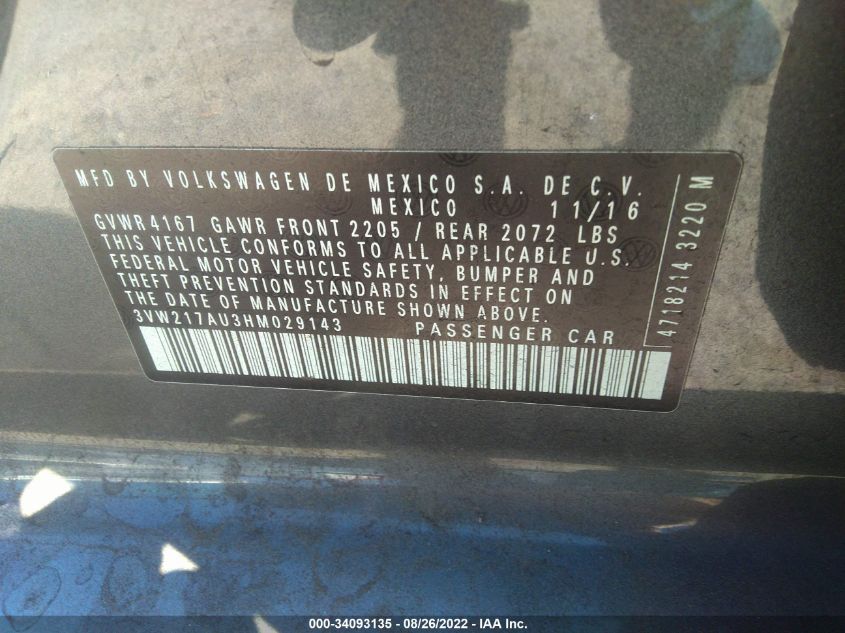 MFD BY VOLKSWAGEN DE MEXICO S.A. DE C.V.
MEXICO 11/16
GVWR 4167 GAWR FRONT 2205 / REAR 2072 LBS
THIS VEHICLE CONFORMS TO ALL APPLICABLE U.S.
FEDERAL MOTOR VEHICLE SAFETY, BUMPER AND
THEFT PREVENTION STANDARDS IN EFFECT ON
THE DATE OF MANUFACTURE SHOWN ABOVE.
3VW217AU3HM029143 PASSENGER CAR
4718214 3220 M
000-34093135 - 08/26/2022 - IAA Inc.